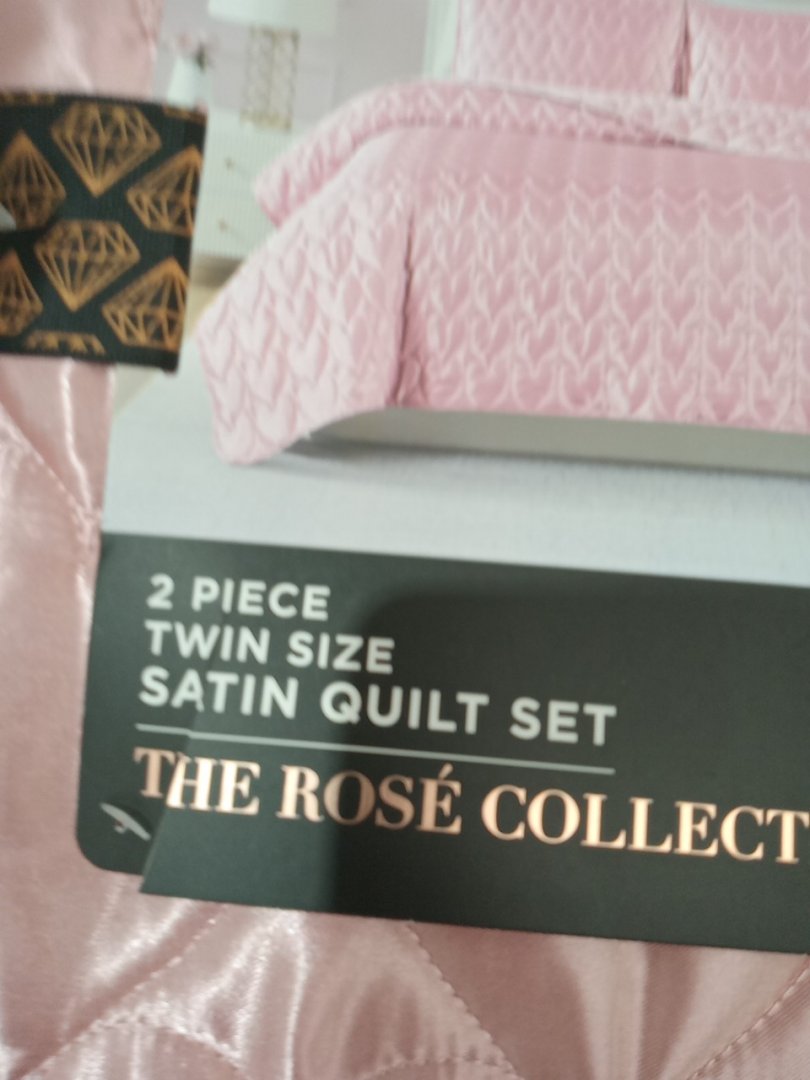 2 PIECE
TWIN SIZE
SATIN QUILT SET
THE ROSÉ COLLECT